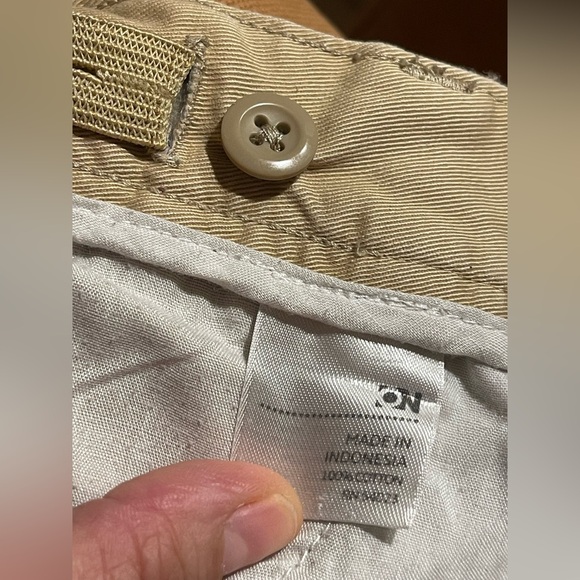 MADE IN
INDONESIA
100% COTTON
RN 54023